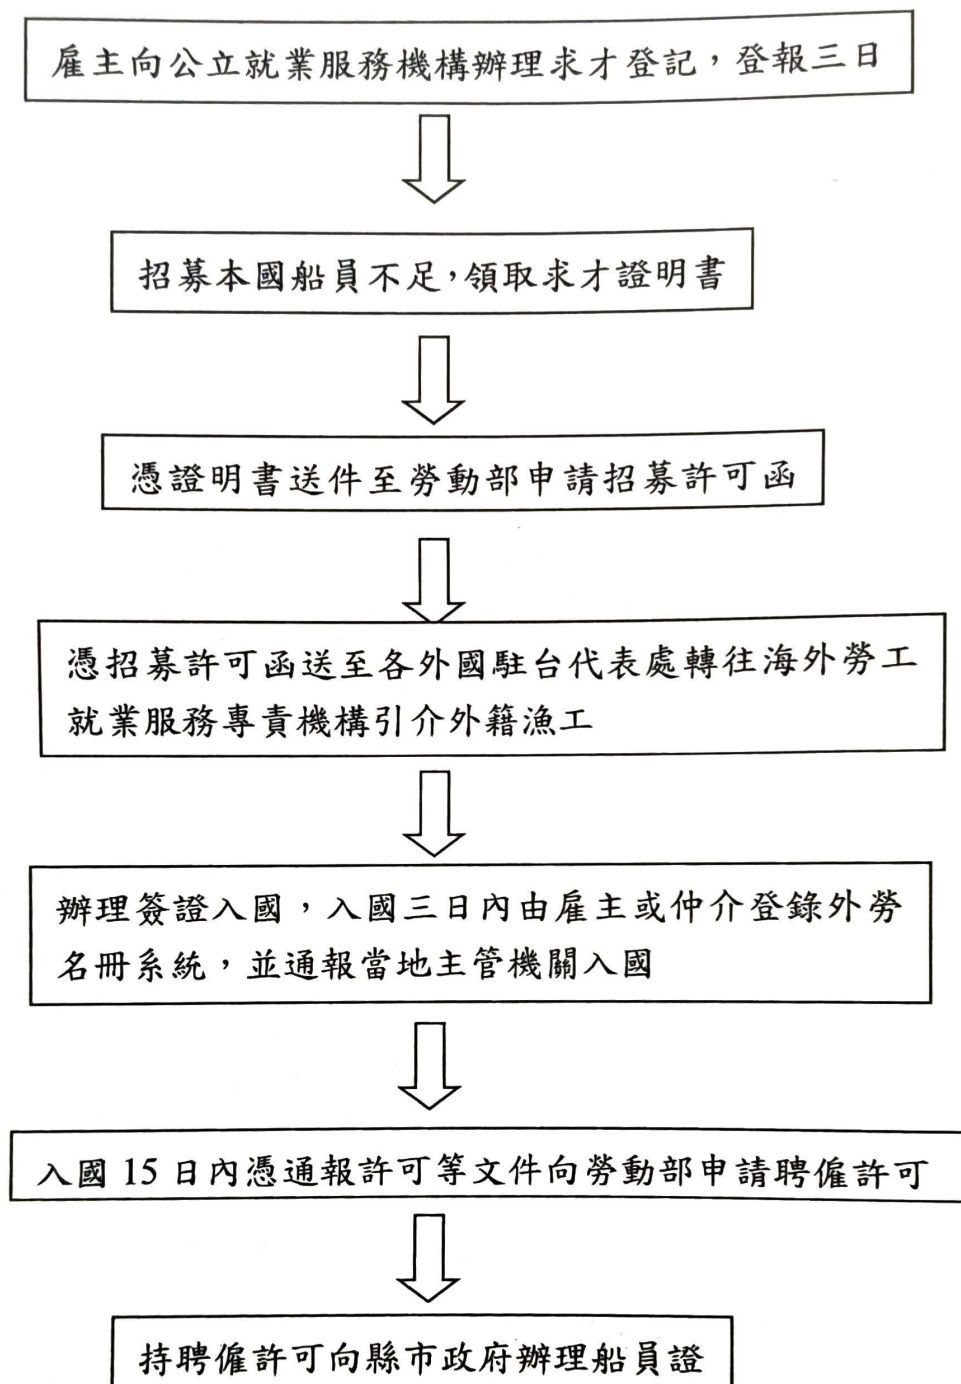 雇主向公立就業服務機構辦理求才登記，登報三日
招募本國船員不足，領取求才證明書
憑證明書送件至勞動部申請招募許可函
憑招募許可函送至各外國駐台代表處轉往海外勞工
就業服務專責機構引介外籍漁工
辦理簽證入國，入國三日內由雇主或仲介登錄外勞
名冊系統，並通報當地主管機關入國
入國 15 日內憑通報許可等文件向勞動部申請聘僱許可
持聘僱許可向縣市政府辦理船員證